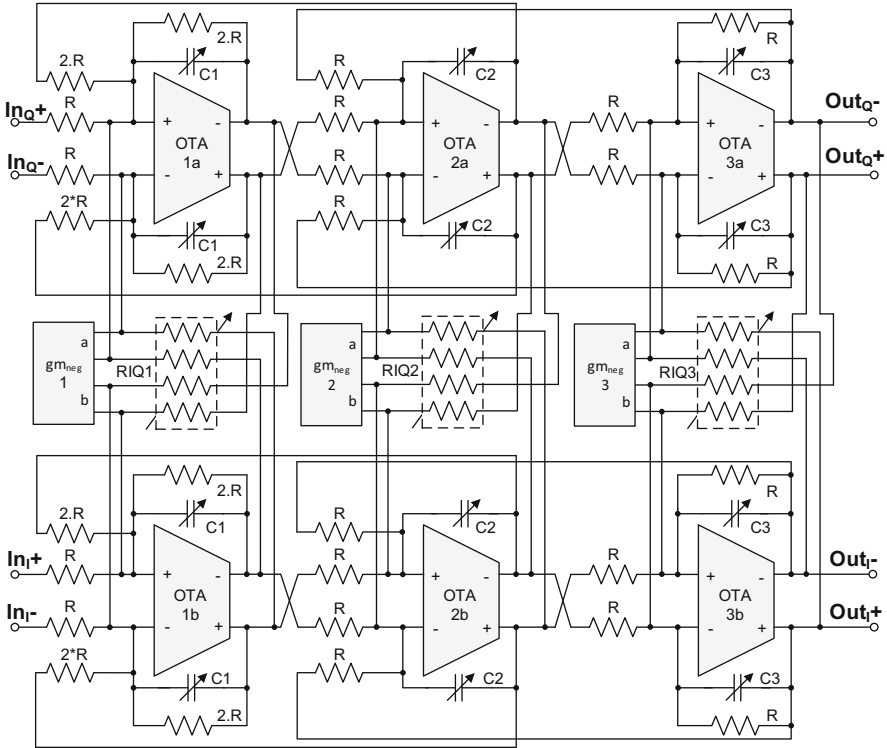 2.R
C1
2.R
R
C2
R
C3
In_Q+
R
OTA
1a
+
-
-
+
R
OTA
2a
+
-
-
+
R
OTA
3a
+
-
-
+
Out_Q-
In_Q-
R
R
R
Out_Q+
2*R
C1
2.R
R
C2
C3
R
gm_neg
1
a
b
RIQ1
gm_neg
2
a
b
RIQ2
gm_neg
3
a
b
RIQ3
2.R
C1
2.R
R
C2
R
C3
In_I+
R
OTA
1b
+
-
-
+
R
OTA
2b
+
-
-
+
R
OTA
3b
+
-
-
+
Out_I-
In_I-
R
R
R
Out_I+
2*R
C1
2.R
R
C2
C3
R